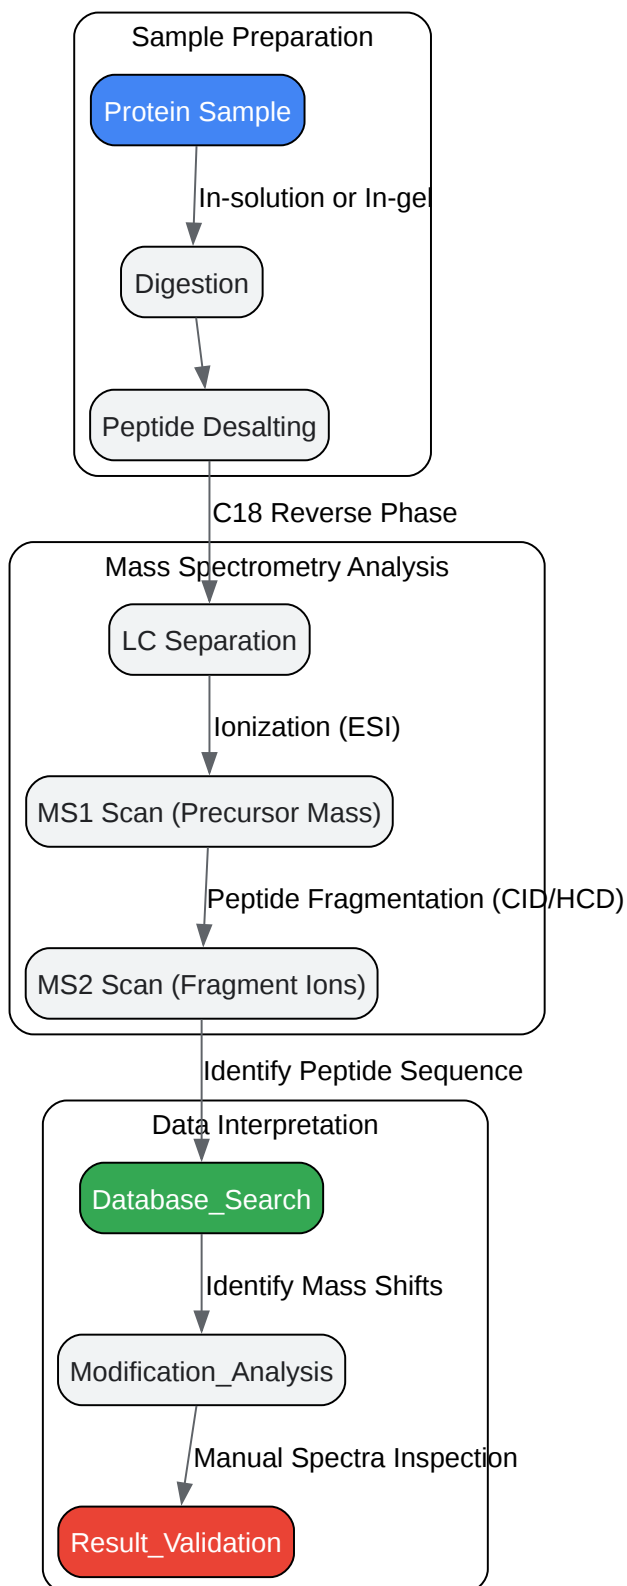 Sample Preparation
Protein Sample
In-solution or In-gel
Digestion
Peptide Desalting
C18 Reverse Phase
Mass Spectrometry Analysis
LC Separation
Ionization (ESI)
MS1 Scan (Precursor Mass)
Peptide Fragmentation (CID/HCD)
MS2 Scan (Fragment Ions)
Identify Peptide Sequence
Data Interpretation
Database_Search
Identify Mass Shifts
Modification_Analysis
Manual Spectra Inspection
Result_Validation